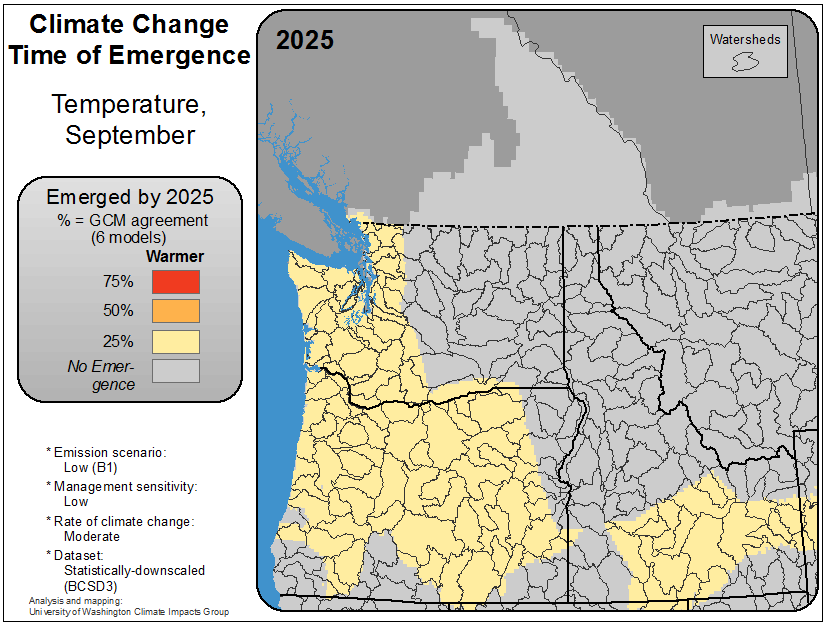 Climate Change
Time of Emergence
Temperature,
September
Emerged by 2025
% = GCM agreement
(6 models)
Warmer
75%
50%
25%
No Emer-
gence
* Emission scenario:
Low (B1)
* Management sensitivity:
Low
* Rate of climate change:
Moderate
* Dataset:
Statistically-downscaled
(BCSD3)
Analysis and mapping:
University of Washington Climate Impacts Group
2025
Watersheds